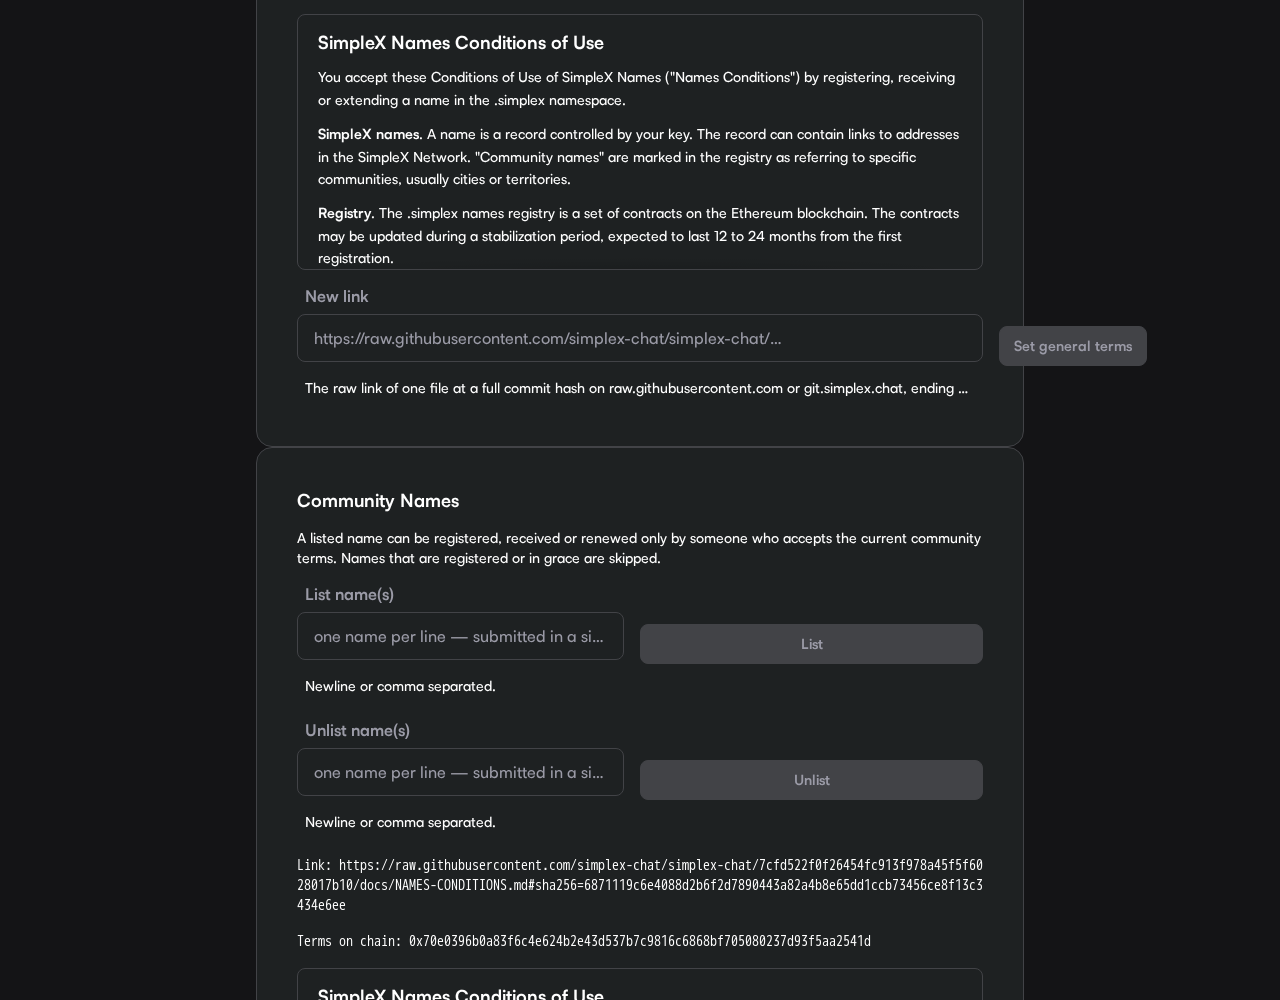 SimpleX Names Conditions of Use
You accept these Conditions of Use of SimpleX Names ("Names Conditions") by registering, receiving
or extending a name in the .simplex namespace.
SimpleX names. A name is a record controlled by your key. The record can contain links to addresses
in the SimpleX Network. "Community names" are marked in the registry as referring to specific
communities, usually cities or territories.
Registry. The .simplex names registry is a set of contracts on the Ethereum blockchain. The contracts
may be updated during a stabilization period, expected to last 12 to 24 months from the first
registration.
New link
https://raw.githubusercontent.com/simplex-chat/simplex-chat/...
Set general terms
The raw link of one file at a full commit hash on raw.githubusercontent.com or git.simplex.chat, ending ...
Community Names
A listed name can be registered, received or renewed only by someone who accepts the current community
terms. Names that are registered or in grace are skipped.
List name(s)
one name per line — submitted in a si...
List
Newline or comma separated.
Unlist name(s)
one name per line — submitted in a si...
Unlist
Newline or comma separated.
Link: https://raw.githubusercontent.com/simplex-chat/simplex-chat/7cfd522f0f26454fc913f978a45f5f60
28017b10/docs/NAMES-CONDITIONS.md#sha256=6871119c6e4088d2b6f2d7890443a82a4b8e65dd1ccb73456ce8f13c3
434e6ee
Terms on chain: 0x70e0396b0a83f6c4e624b2e43d537b7c9816c6868bf705080237d93f5aa2541d
SimpleX Names Conditions of Use